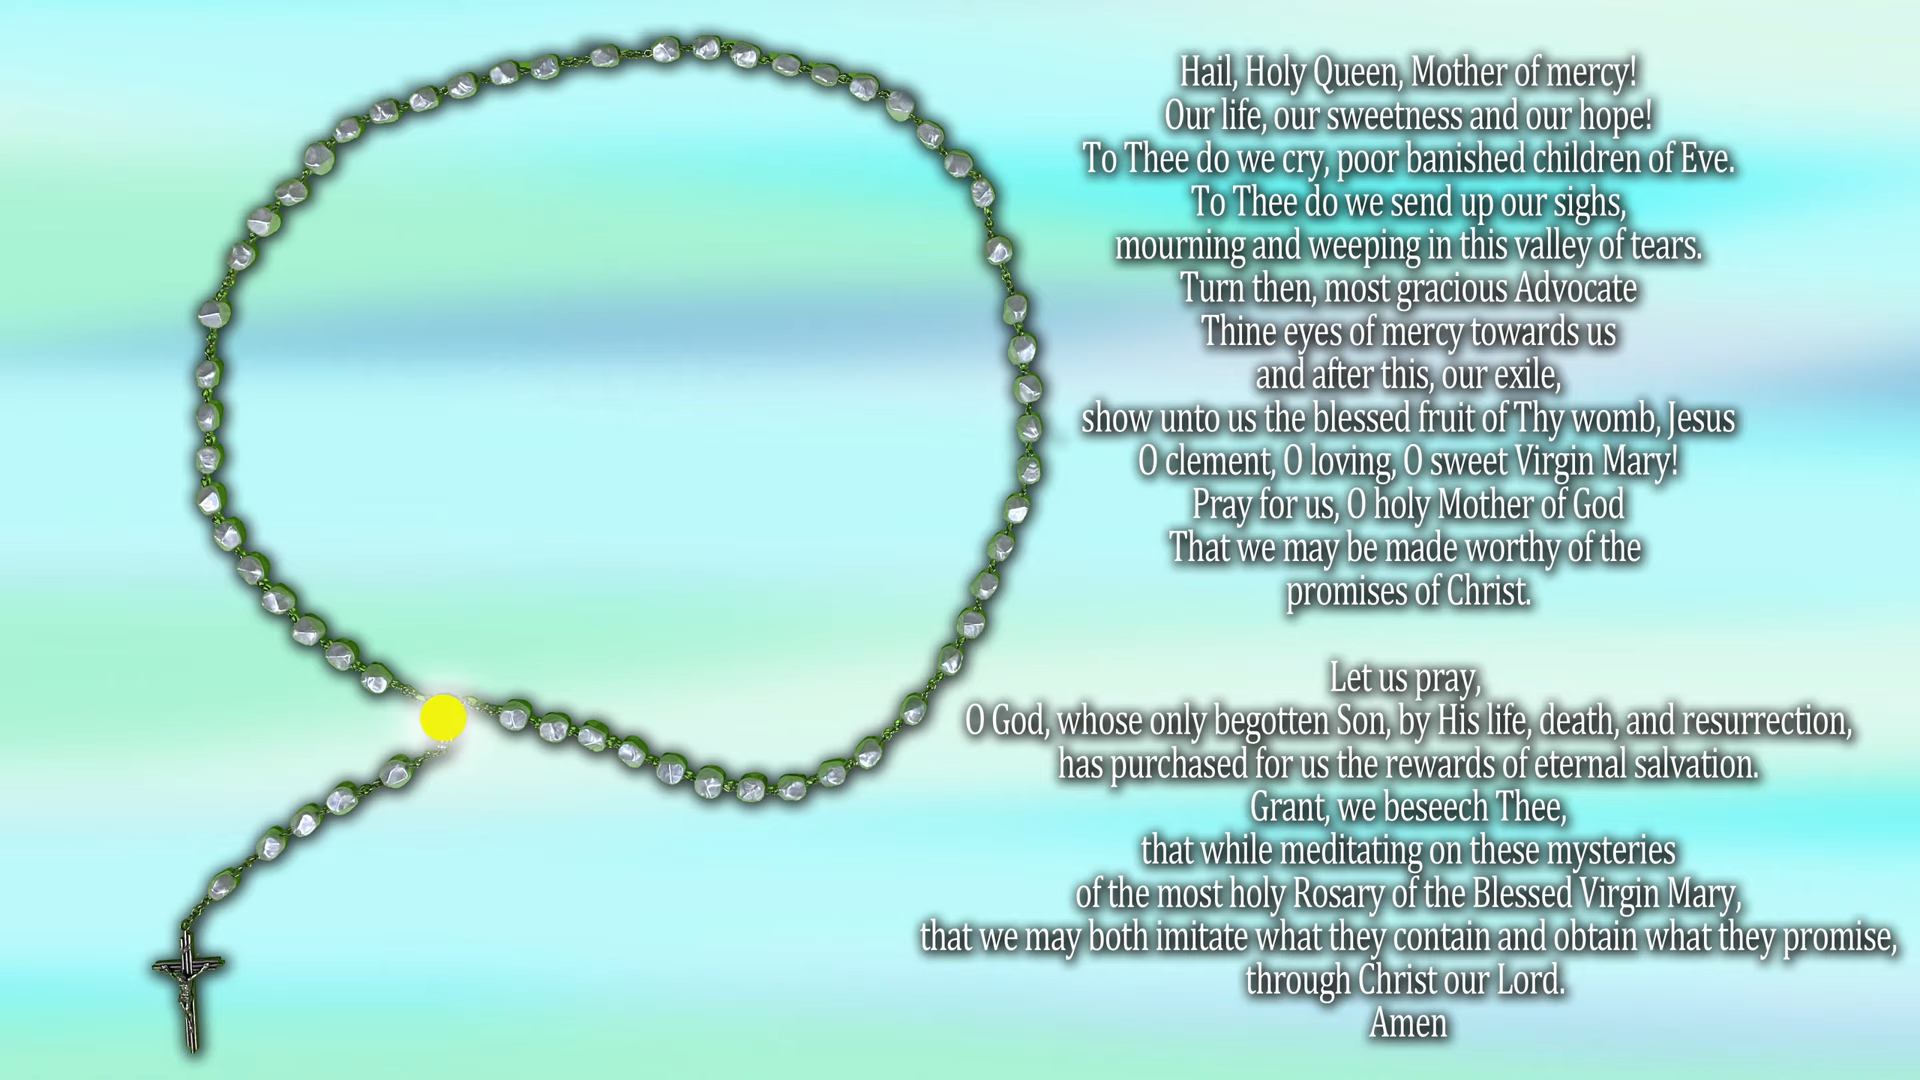 Hail, Holy Queen, Mother of mercy!
Our life, our sweetness and our hope!
To Thee do we cry, poor banished children of Eve.
To Thee do we send up our sighs,
mourning and weeping in this valley of tears.
Turn then, most gracious Advocate
Thine eyes of mercy towards us
and after this, our exile,
show unto us the blessed fruit of Thy womb, Jesus
O clement, O loving, O sweet Virgin Mary!
Pray for us, O holy Mother of God
That we may be made worthy of the
promises of Christ.
Let us pray,
O God, whose only begotten Son, by His life, death, and resurrection,
has purchased for us the rewards of eternal salvation.
Grant, we beseech Thee,
that while meditating on these mysteries
of the most holy Rosary of the Blessed Virgin Mary,
that we may both imitate what they contain and obtain what they promise,
through Christ our Lord.
Amen